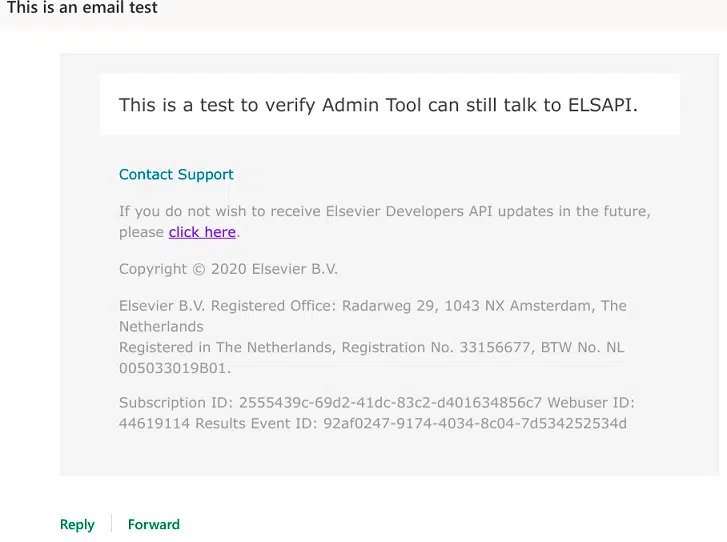 This is an email test
This is a test to verify Admin Tool can still talk to ELSAPI.
Contact Support
If you do not wish to receive Elsevier Developers API updates in the future,
please click here.
Copyright © 2020 Elsevier B.V.
Elsevier B.V. Registered Office: Radarweg 29, 1043 NX Amsterdam, The
Netherlands
Registered in The Netherlands, Registration No. 33156677, BTW No. NL
005033019B01.
Subscription ID: 2555439c-69d2-41dc-83c2-d401634856c7 Webuser ID:
44619114 Results Event ID: 92af0247-9174-4034-8c04-7d534252534d
Reply Forward